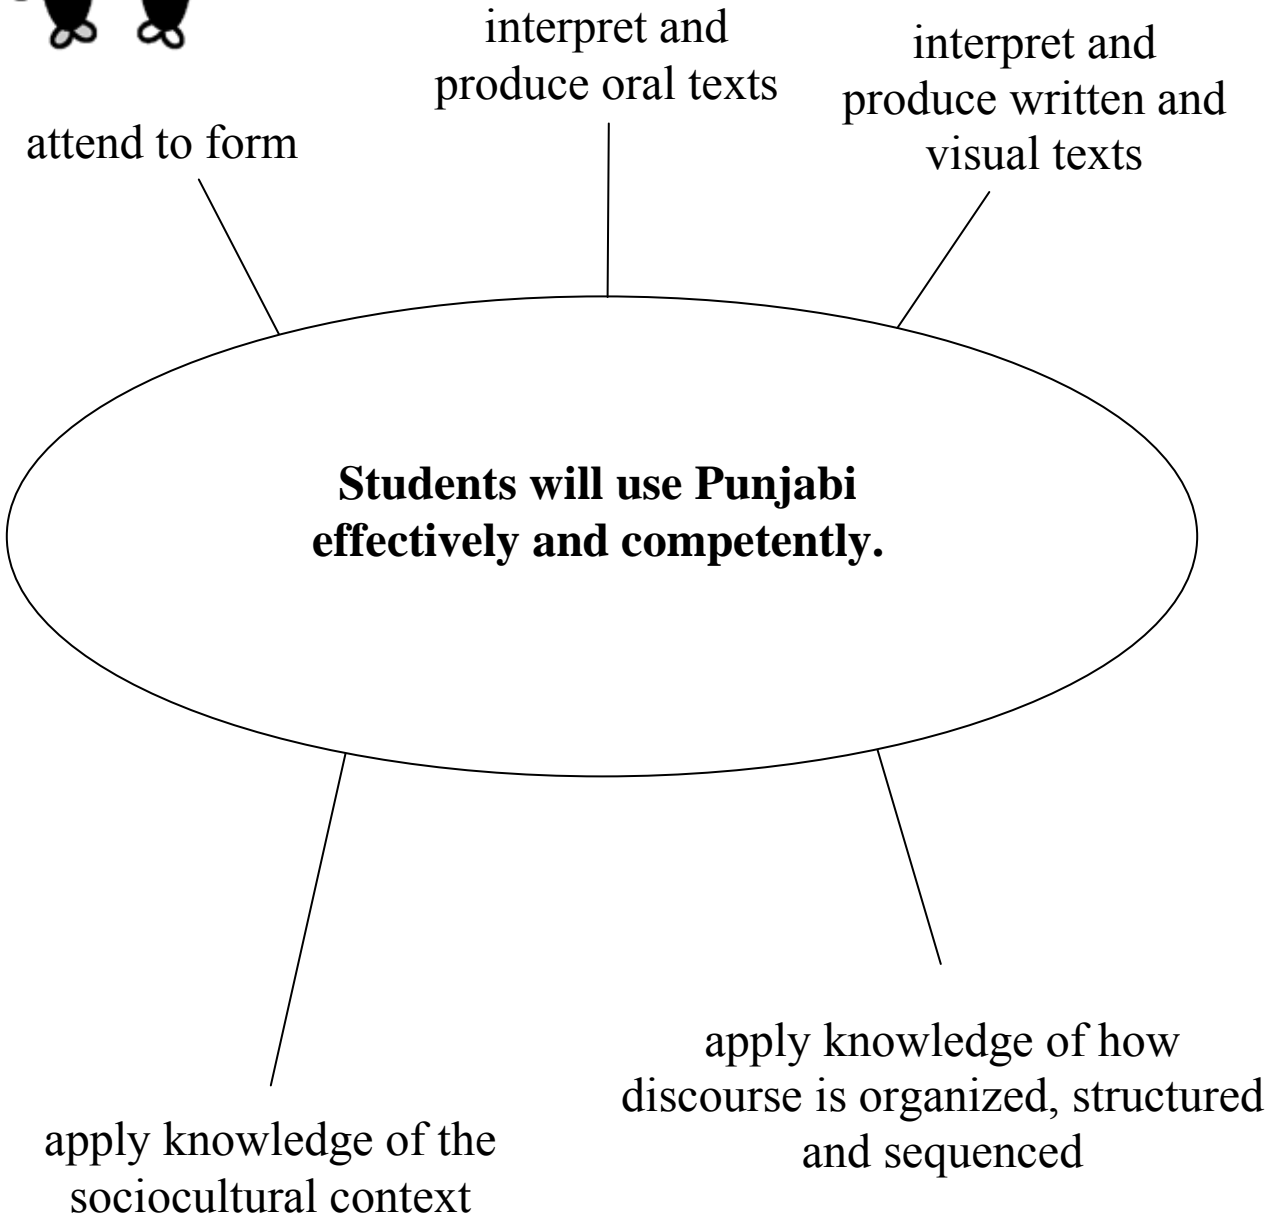 interpret and
produce oral texts
interpret and
produce written and
visual texts
attend to form
Students will use Punjabi
effectively and competently.
apply knowledge of how
discourse is organized, structured
and sequenced
apply knowledge of the
sociocultural context